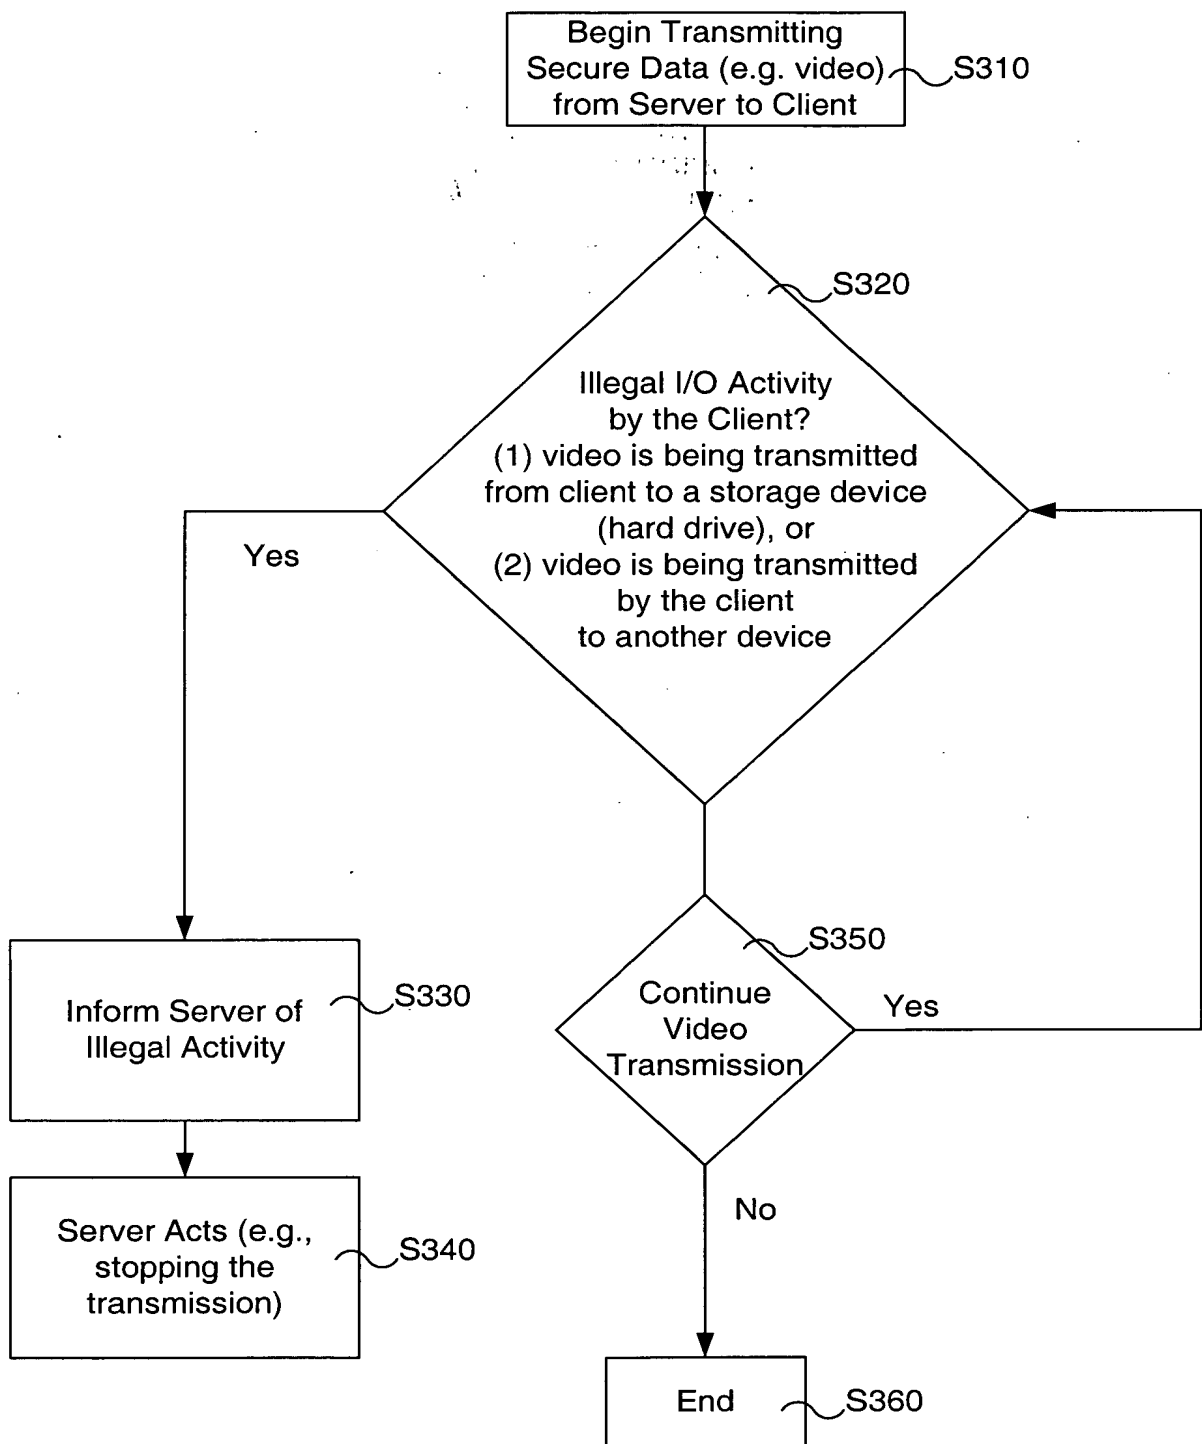 Begin Transmitting
Secure Data (e.g. video)
from Server to Client
S310
S320
Illegal I/O Activity
by the Client?
(1) video is being transmitted
from client to a storage device
(hard drive), or
(2) video is being transmitted
by the client
to another device
Yes
S350
Continue
Video
Transmission
Yes
Inform Server of
Illegal Activity
S330
Server Acts (e.g.,
stopping the
transmission)
S340
No
End
S360